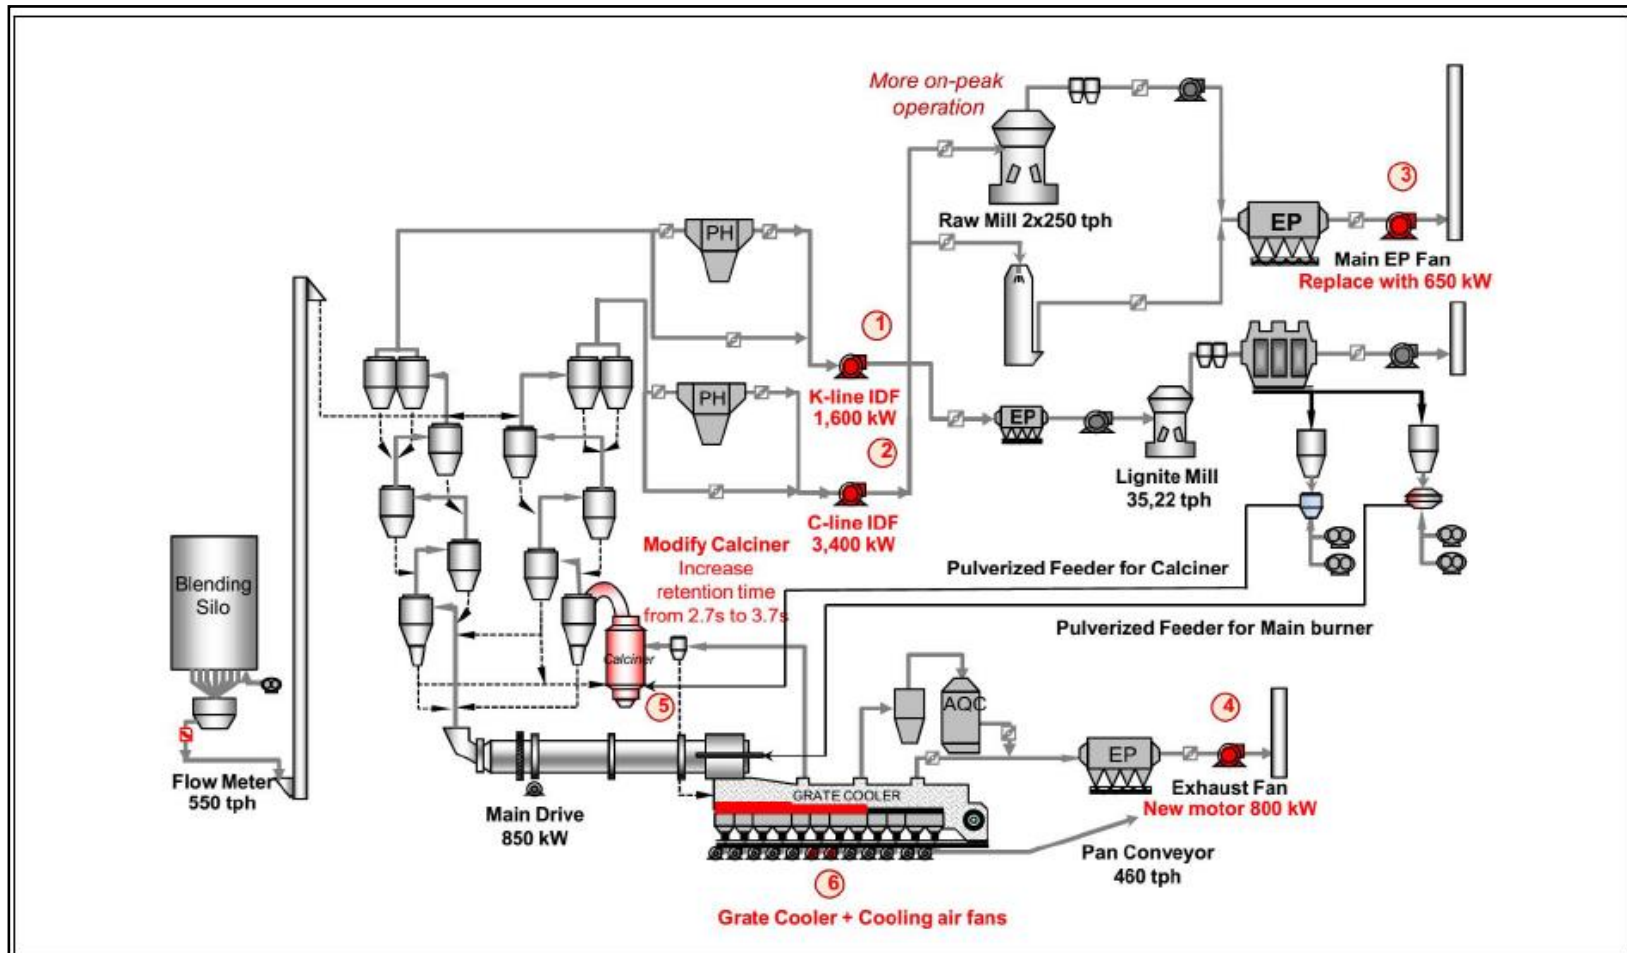 More on-peak
operation
Raw Mill 2x250 tph
3
EP
Main EP Fan
Replace with 650 kW
PH
1
K-line IDF
1,600 kW
PH
2
C-line IDF
3,400 kW
EP
Lignite Mill
35,22 tph
Modify Calciner
Increase
retention time
from 2.7s to 3.7s
Calciner
5
Pulverized Feeder for Calciner
Pulverized Feeder for Main burner
Blending
Silo
Flow Meter
550 tph
Main Drive
850 kW
AQC
4
EP
Exhaust Fan
New motor 800 kW
GRATE COOLER
Pan Conveyor
460 tph
6
Grate Cooler + Cooling air fans